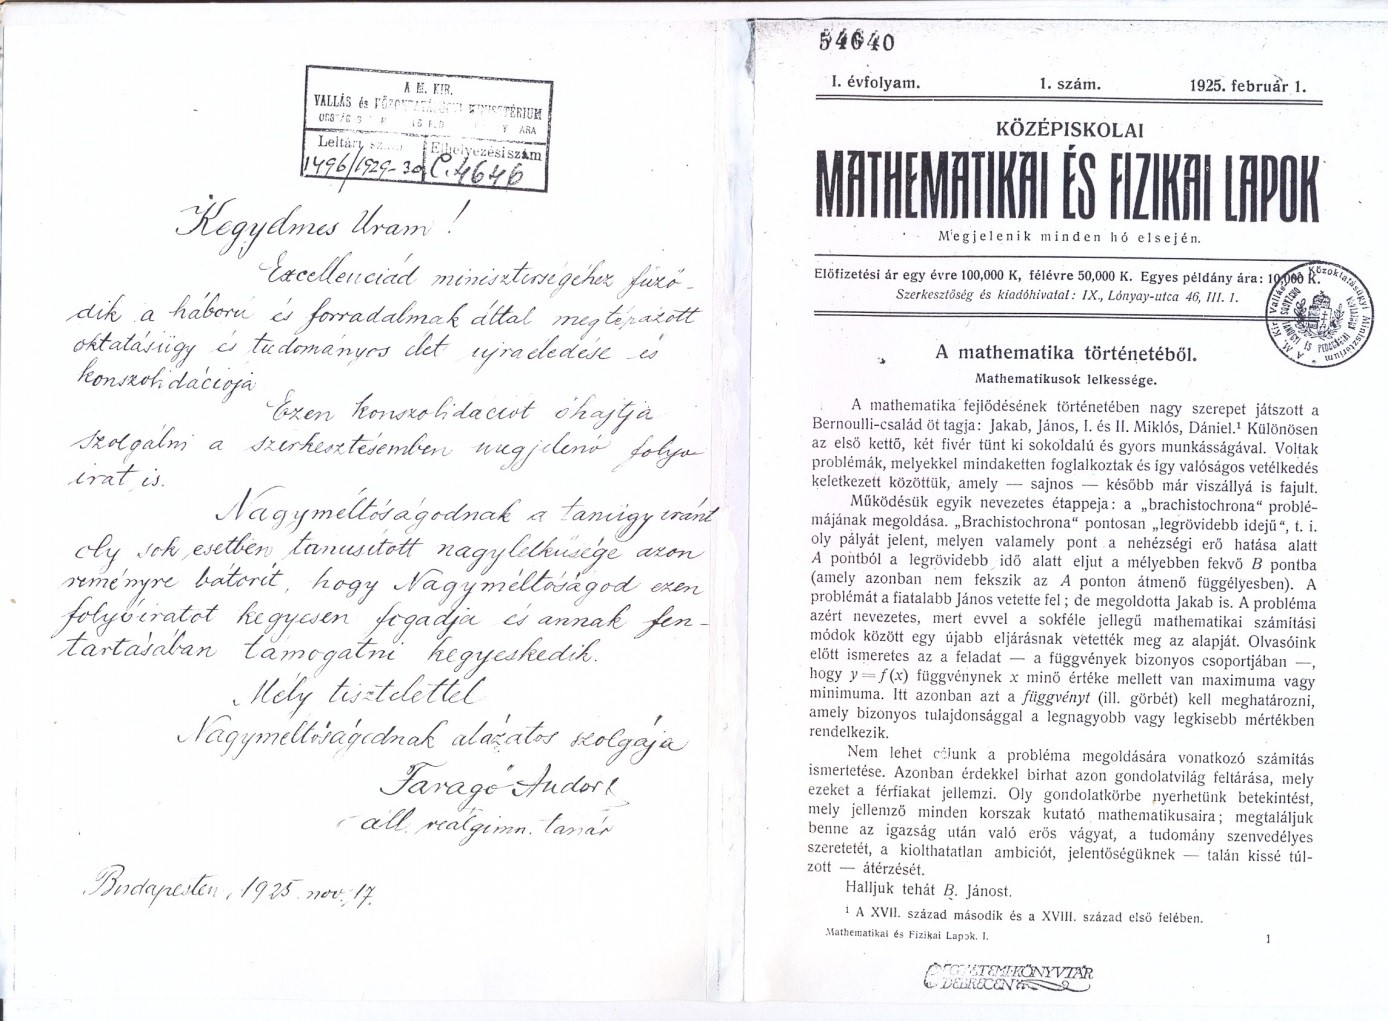 A M. KIR.
VALLÁS és KÖZOKTATÁSÜGYI MINISZTÉRIUM
Leltári szám Elhelyezési szám
1496/1929-30 C.4646
Kegyelmes Uram!
Excellenciád miniszterségéhez fűző-
dik a háború és forradalmak által megtépázott
oktatásügy és tudományos élet ujraéledése és
konszolidációja
Ezen konszolidációt óhajtja
szolgálni a szerkesztésemben megjelenő folyó
irat is.
Nagyméltóságodnak a tanügy iránt
oly sok esetben tanusított nagylelkűsége azon
reményre bátorít, hogy Nagyméltóságod ezen
folyóiratot kegyesen fogadja és annak fen-
tartásában támogatni kegyeskedik.
Mély tisztelettel
Nagyméltóságodnak alázatos szolgája
Faragó Andor
áll. reálgimn. tanár
Budapesten, 1925. nov. 17.
54640
I. évfolyam. 1. szám. 1925. február 1.
KÖZÉPISKOLAI
MATHEMATIKAI ÉS FIZIKAI LAPOK
Megjelenik minden hó elsején.
Előfizetési ár egy évre 100,000 K, félévre 50,000 K. Egyes példány ára: 10,000 K.
Szerkesztőség és kiadóhivatal: IX., Lónyay-utca 46, III. 1.
A mathematika történetéből.
Mathematikusok lelkessége.
A mathematika fejlődésének történetében nagy szerepet játszott a
Bernoulli-család öt tagja: Jakab, János, I. és II. Miklós, Dániel.¹ Különösen
az első kettő, két fivér tünt ki sokoldalú és gyors munkásságával. Voltak
problémák, melyekkel mindaketten foglalkoztak és így valóságos vetélkedés
keletkezett közöttük, amely — sajnos — később már viszállyá is fajult.
Működésük egyik nevezetes étappeja: a „brachistochrona“ problé-
májának megoldása. „Brachistochrona“ pontosan „legrövidebb idejű“, t. i.
oly pályát jelent, melyen valamely pont a nehézségi erő hatása alatt
A pontból a legrövidebb idő alatt eljut a mélyebben fekvő B pontba
(amely azonban nem fekszik az A ponton átmenő függélyesben). A
problémát a fiatalabb János vetette fel; de megoldotta Jakab is. A probléma
azért nevezetes, mert evvel a sokféle jellegű mathematikai számítási
módok között egy újabb eljárásnak vetették meg az alapját. Olvasóink
előtt ismeretes az a feladat — a függvények bizonyos csoportjában —,
hogy y = f(x) függvénynek x minő értéke mellett van maximuma vagy
minimuma. Itt azonban azt a függvényt (ill. görbét) kell meghatározni,
amely bizonyos tulajdonsággal a legnagyobb vagy legkisebb mértékben
rendelkezik.
Nem lehet célunk a probléma megoldására vonatkozó számítás
ismertetése. Azonban érdekkel birhat azon gondolatvilág feltárása, mely
ezeket a férfiakat jellemzi. Oly gondolatkörbe nyerhetünk betekintést,
mely jellemző minden korszak kutató mathematikusaira; megtaláljuk
benne az igazság után való erős vágyat, a tudomány szenvedélyes
szeretetét, a kiolthatatlan ambiciót, jelentőségüknek — talán kissé túl-
zott — átérzését.
Halljuk tehát B. Jánost.
¹ A XVII. század második és a XVIII. század első felében.
Mathematikai és Fizikai Lapok. I. 1
EGYETEMI KÖNYVTÁR
DEBRECEN